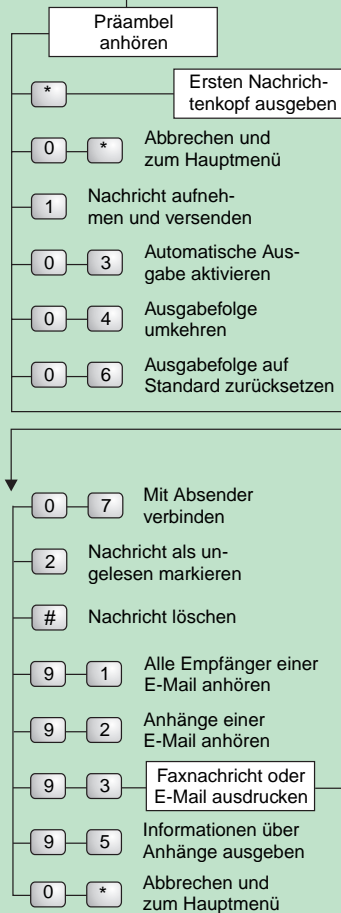 Präambel
anhören
* Ersten Nachrich-
tenkopf ausgeben
0 * Abbrechen und
zum Hauptmenü
1 Nachricht aufneh-
men und versenden
0 3 Automatische Aus-
gabe aktivieren
0 4 Ausgabefolge
umkehren
0 6 Ausgabefolge auf
Standard zurücksetzen
0 7 Mit Absender
verbinden
2 Nachricht als un-
gelesen markieren
# Nachricht löschen
9 1 Alle Empfänger einer
E-Mail anhören
9 2 Anhänge einer
E-Mail anhören
9 3 Faxnachricht oder
E-Mail ausdrucken
9 5 Informationen über
Anhänge ausgeben
0 * Abbrechen und
zum Hauptmenü